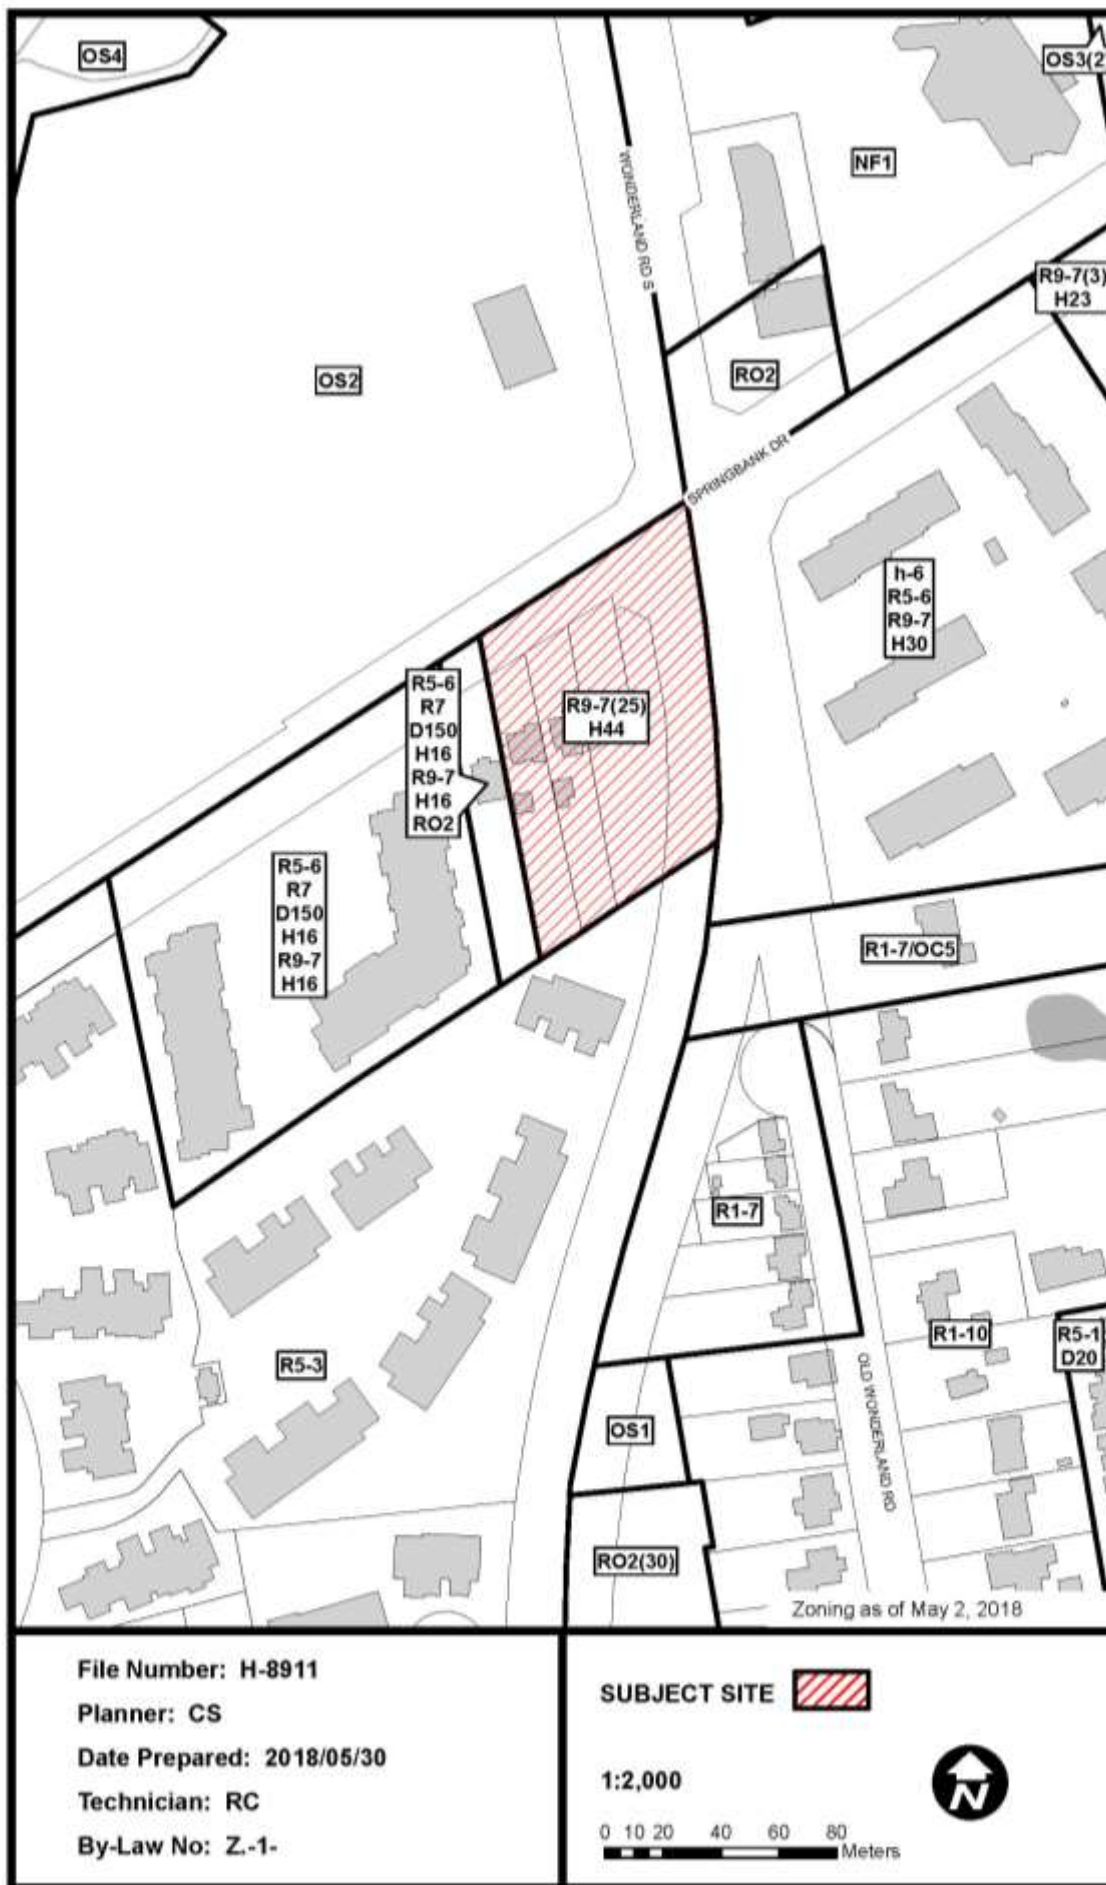 OS4
OS3(2
NF1
WONDERLAND RD S
R9-7(3)
H23
OS2
RO2
SPRINGBANK DR
h-6
R5-6
R9-7
H30
R5-6
R7
D150
H16
R9-7
H16
RO2
R9-7(25)
H44
R5-6
R7
D150
H16
R9-7
H16
R1-7/OC5
R1-7
R1-10
R5-1
D20
R5-3
OLD WONDERLAND RD
OS1
RO2(30)
Zoning as of May 2, 2018
File Number: H-8911
Planner: CS
Date Prepared: 2018/05/30
Technician: RC
By-Law No: Z.-1-
SUBJECT SITE
1:2,000
N
0 10 20 40 60 80
Meters